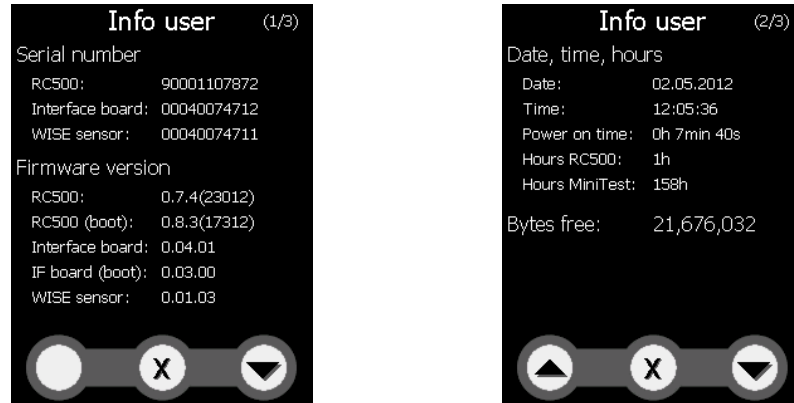 Info user (1/3)
Serial number
RC500: 90001107872
Interface board: 00040074712
WISE sensor: 00040074711
Firmware version
RC500: 0.7.4(23012)
RC500 (boot): 0.8.3(17312)
Interface board: 0.04.01
IF board (boot): 0.03.00
WISE sensor: 0.01.03
X
Info user (2/3)
Date, time, hours
Date: 02.05.2012
Time: 12:05:36
Power on time: 0h 7min 40s
Hours RC500: 1h
Hours MiniTest: 158h
Bytes free: 21,676,032
X